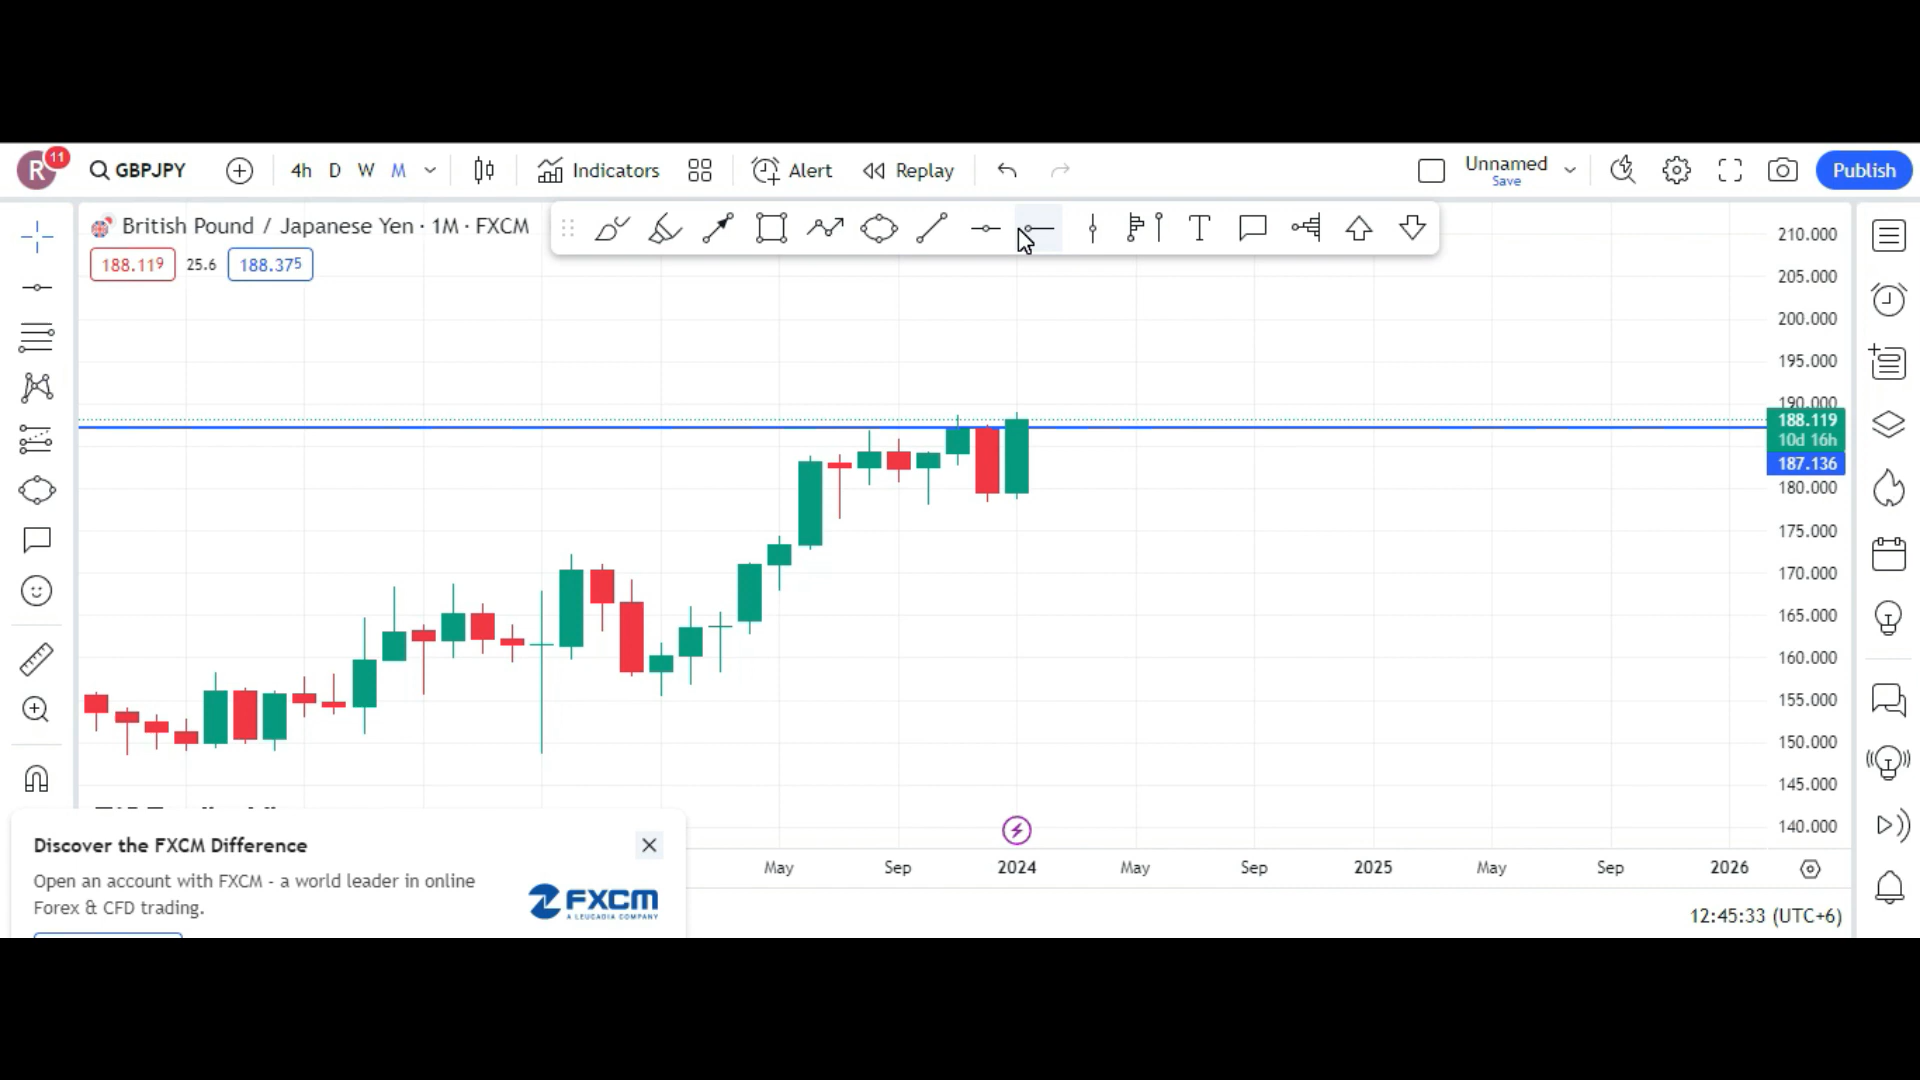 R 11 GBPJPY 4h D W M Indicators Alert Replay Unnamed Save Publish
British Pound / Japanese Yen · 1M · FXCM
188.119 25.6 188.375
T
210.000
205.000
200.000
195.000
190.000
188.119
10d 16h
187.136
180.000
175.000
170.000
165.000
160.000
155.000
150.000
145.000
140.000
May Sep 2024 May Sep 2025 May Sep 2026
Discover the FXCM Difference
Open an account with FXCM - a world leader in online
Forex & CFD trading.
FXCM
A LEUCADIA COMPANY
12:45:33 (UTC+6)